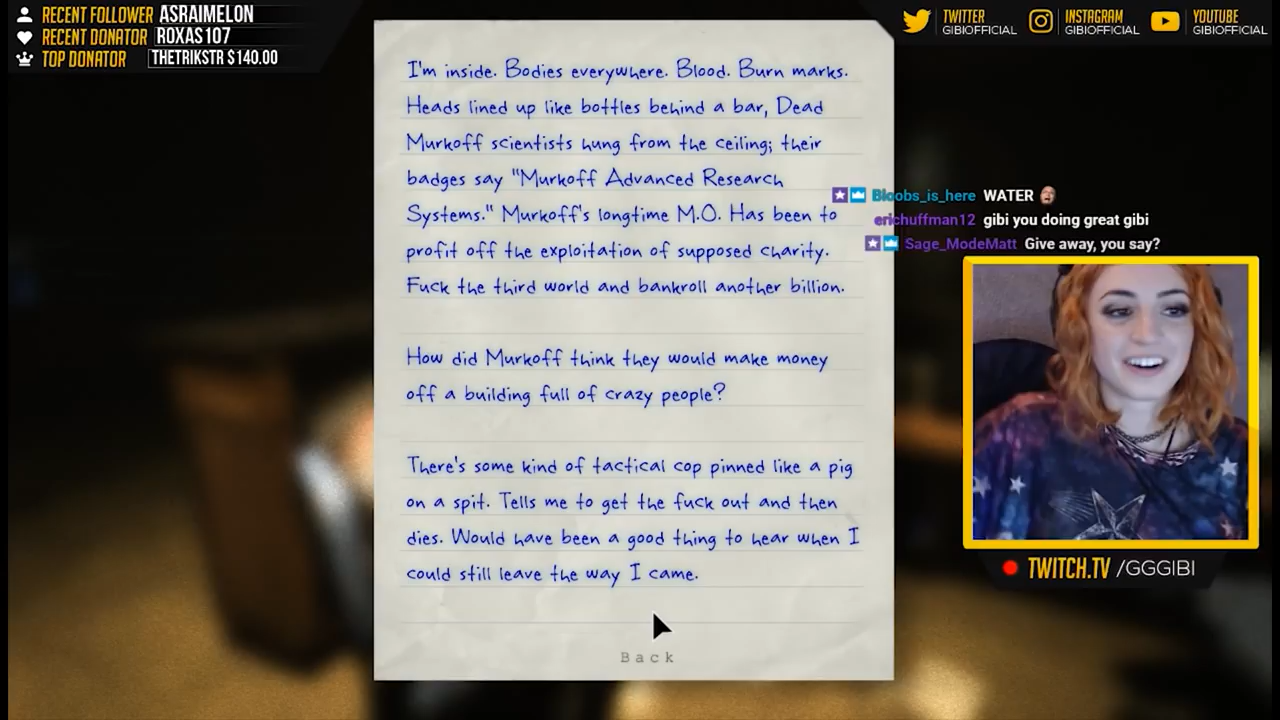 RECENT FOLLOWER ASRAIMELON
RECENT DONATOR ROXAS107
TOP DONATOR THETRIKSTR $140.00
TWITTER
GIBIOFFICIAL
INSTAGRAM
GIBIOFFICIAL
YOUTUBE
GIBIOFFICIAL
I'm inside. Bodies everywhere. Blood. Burn marks.
Heads lined up like bottles behind a bar, Dead
Murkoff scientists hung from the ceiling; their
badges say "Murkoff Advanced Research
Systems." Murkoff's longtime M.O. Has been to
profit off the exploitation of supposed charity.
Fuck the third world and bankroll another billion.
How did Murkoff think they would make money
off a building full of crazy people?
There's some kind of tactical cop pinned like a pig
on a spit. Tells me to get the fuck out and then
dies. Would have been a good thing to hear when I
could still leave the way I came.
Back
Bloobs_is_here WATER
erichuffman12 gibi you doing great gibi
Sage_ModeMatt Give away, you say?
TWITCH.TV /GGGIBI